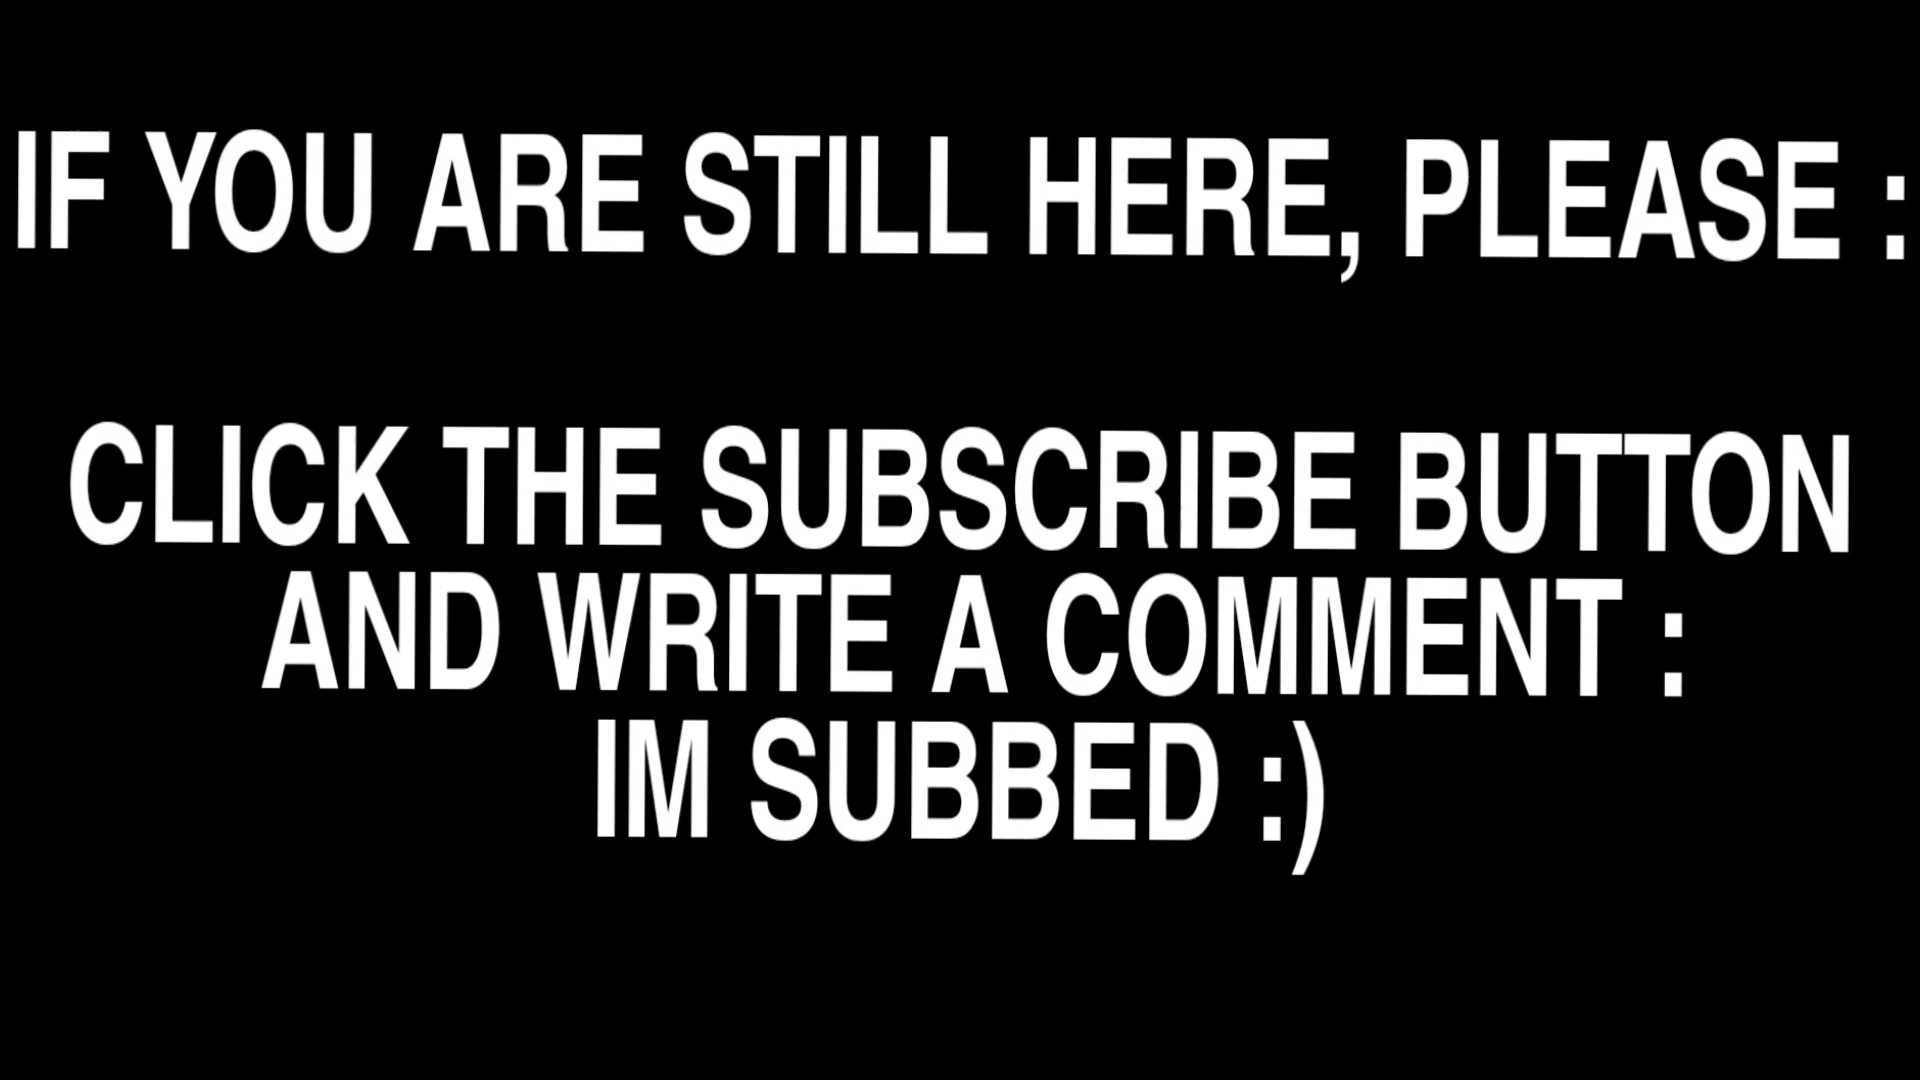 IF YOU ARE STILL HERE, PLEASE :
CLICK THE SUBSCRIBE BUTTON
AND WRITE A COMMENT :
IM SUBBED :)